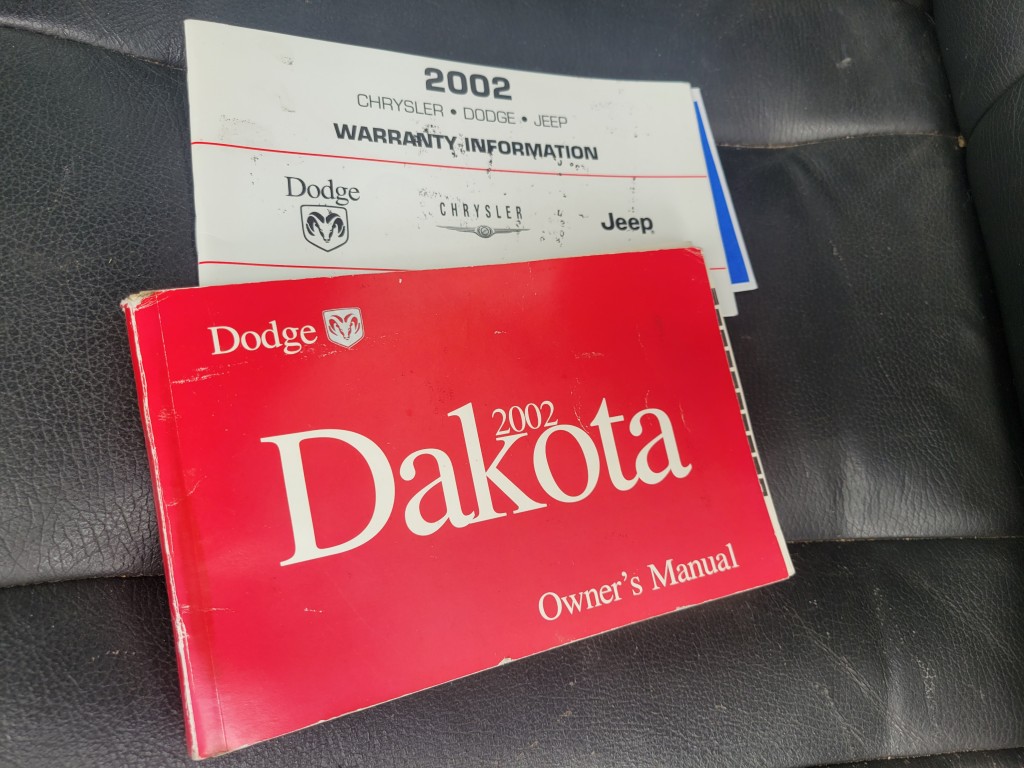 2002
CHRYSLER • DODGE • JEEP
WARRANTY INFORMATION
Dodge
CHRYSLER
Jeep
Dodge
2002
Dakota
Owner's Manual